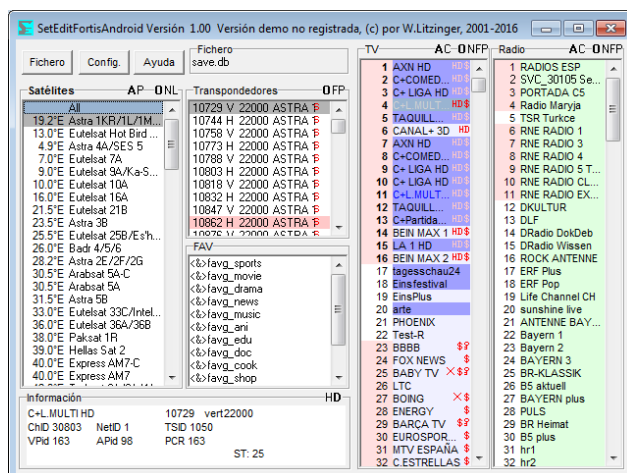 SetEditFortisAndroid Versión 1.00 Versión demo no registrada, (c) por W.Litzinger, 2001-2016
Fichero Config. Ayuda
Fichero
save.db
Satélites AP ONL
All
19.2°E Astra 1KR/1L/1M...
13.0°E Eutelsat Hot Bird ...
4.9°E Astra 4A/SES 5
7.0°E Eutelsat 7A
9.0°E Eutelsat 9A/Ka-S...
10.0°E Eutelsat 10A
16.0°E Eutelsat 16A
21.5°E Eutelsat 21B
23.5°E Astra 3B
25.5°E Eutelsat 25B/Es'h...
26.0°E Badr 4/5/6
28.2°E Astra 2E/2F/2G
30.5°E Arabsat 5A-C
30.5°E Arabsat 5A
31.5°E Astra 5B
33.0°E Eutelsat 33C/Intel...
36.0°E Eutelsat 36A/36B
38.0°E Paksat 1R
39.0°E Hellas Sat 2
40.0°E Express AM7-C
40.0°E Express AM7
Transpondedores OFP
10729 V 22000 ASTRA
10744 H 22000 ASTRA
10758 V 22000 ASTRA
10773 H 22000 ASTRA
10788 V 22000 ASTRA
10803 H 22000 ASTRA
10818 V 22000 ASTRA
10832 H 22000 ASTRA
10847 V 22000 ASTRA
10862 H 22000 ASTRA
10876 V 22000 ASTRA
FAV
<&>favg_sports
<&>favg_movie
<&>favg_drama
<&>favg_news
<&>favg_music
<&>favg_ani
<&>favg_edu
<&>favg_doc
<&>favg_cook
<&>favg_shop
TV AC-ONFP
1 AXN HD HD$
2 C+COMED...
3 C+ LIGA HD HD$
4 C+L.MULT... HD$
5 TAQUILL... HD$
6 CANAL+ 3D HD
7 AXN HD HD$
8 C+COMED... HD$
9 C+ LIGA HD HD$
10 C+ LIGA HD HD$
11 C+L.MULT... HD$
12 TAQUILL... HD$
13 C+Partida... HD$
14 BEIN MAX 1 HD$
15 LA 1 HD HD$
16 BEIN MAX 2 HD$
17 tagesschau24
18 Einsfestival
19 EinsPlus
20 arte
21 PHOENIX
22 Test-R
23 BBBB $
24 FOX NEWS $
25 BABY TV X$
26 LTC
27 BOING X$
28 ENERGY $
29 BARÇA TV $
30 EUROSPOR... $
31 MTV ESPAÑA $
32 C.ESTRELLAS $
Radio AC-ONFP
1 RADIOS ESP
2 SVC_30105 Se...
3 PORTADA C5
4 Radio Maryja
5 TSR Turkce
6 RNE RADIO 1
7 RNE RADIO 3
8 RNE RADIO 4
9 RNE RADIO 5 T...
10 RNE RADIO CL...
11 RNE RADIO EX...
12 DKULTUR
13 DLF
14 DRadio DokDeb
15 DRadio Wissen
16 ROCK ANTENNE
17 ERF Plus
18 ERF Pop
19 Life Channel CH
20 sunshine live
21 ANTENNE BAY...
22 Bayern 1
23 Bayern 2
24 BAYERN 3
25 BR-KLASSIK
26 B5 aktuell
27 BAYERN plus
28 PULS
29 BR Heimat
30 B5 plus
31 hr1
32 hr2
Información HD
C+L.MULTI HD 10729 vert22000
ChID 30803 NetID 1 TSID 1050
VPid 163 APid 98 PCR 163
ST: 25